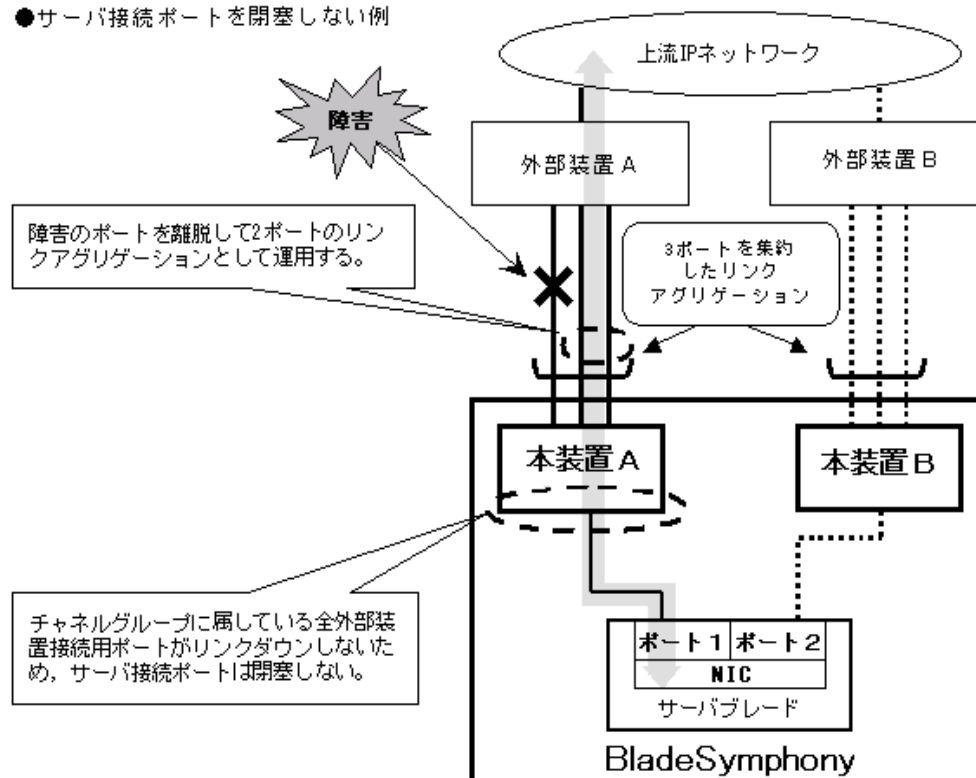 ●サーバ接続ポートを閉塞しない例
上流IPネットワーク
障害
外部装置A
外部装置B
障害のポートを離脱して2ポートのリン
クアグリゲーションとして運用する。
3ポートを集約
したリンク
アグリゲーション
本装置A
本装置B
チャネルグループに属している全外部装
置接続用ポートがリンクダウンしないた
め，サーバ接続ポートは閉塞しない。
ポート1
ポート2
NIC
サーバブレード
BladeSymphony